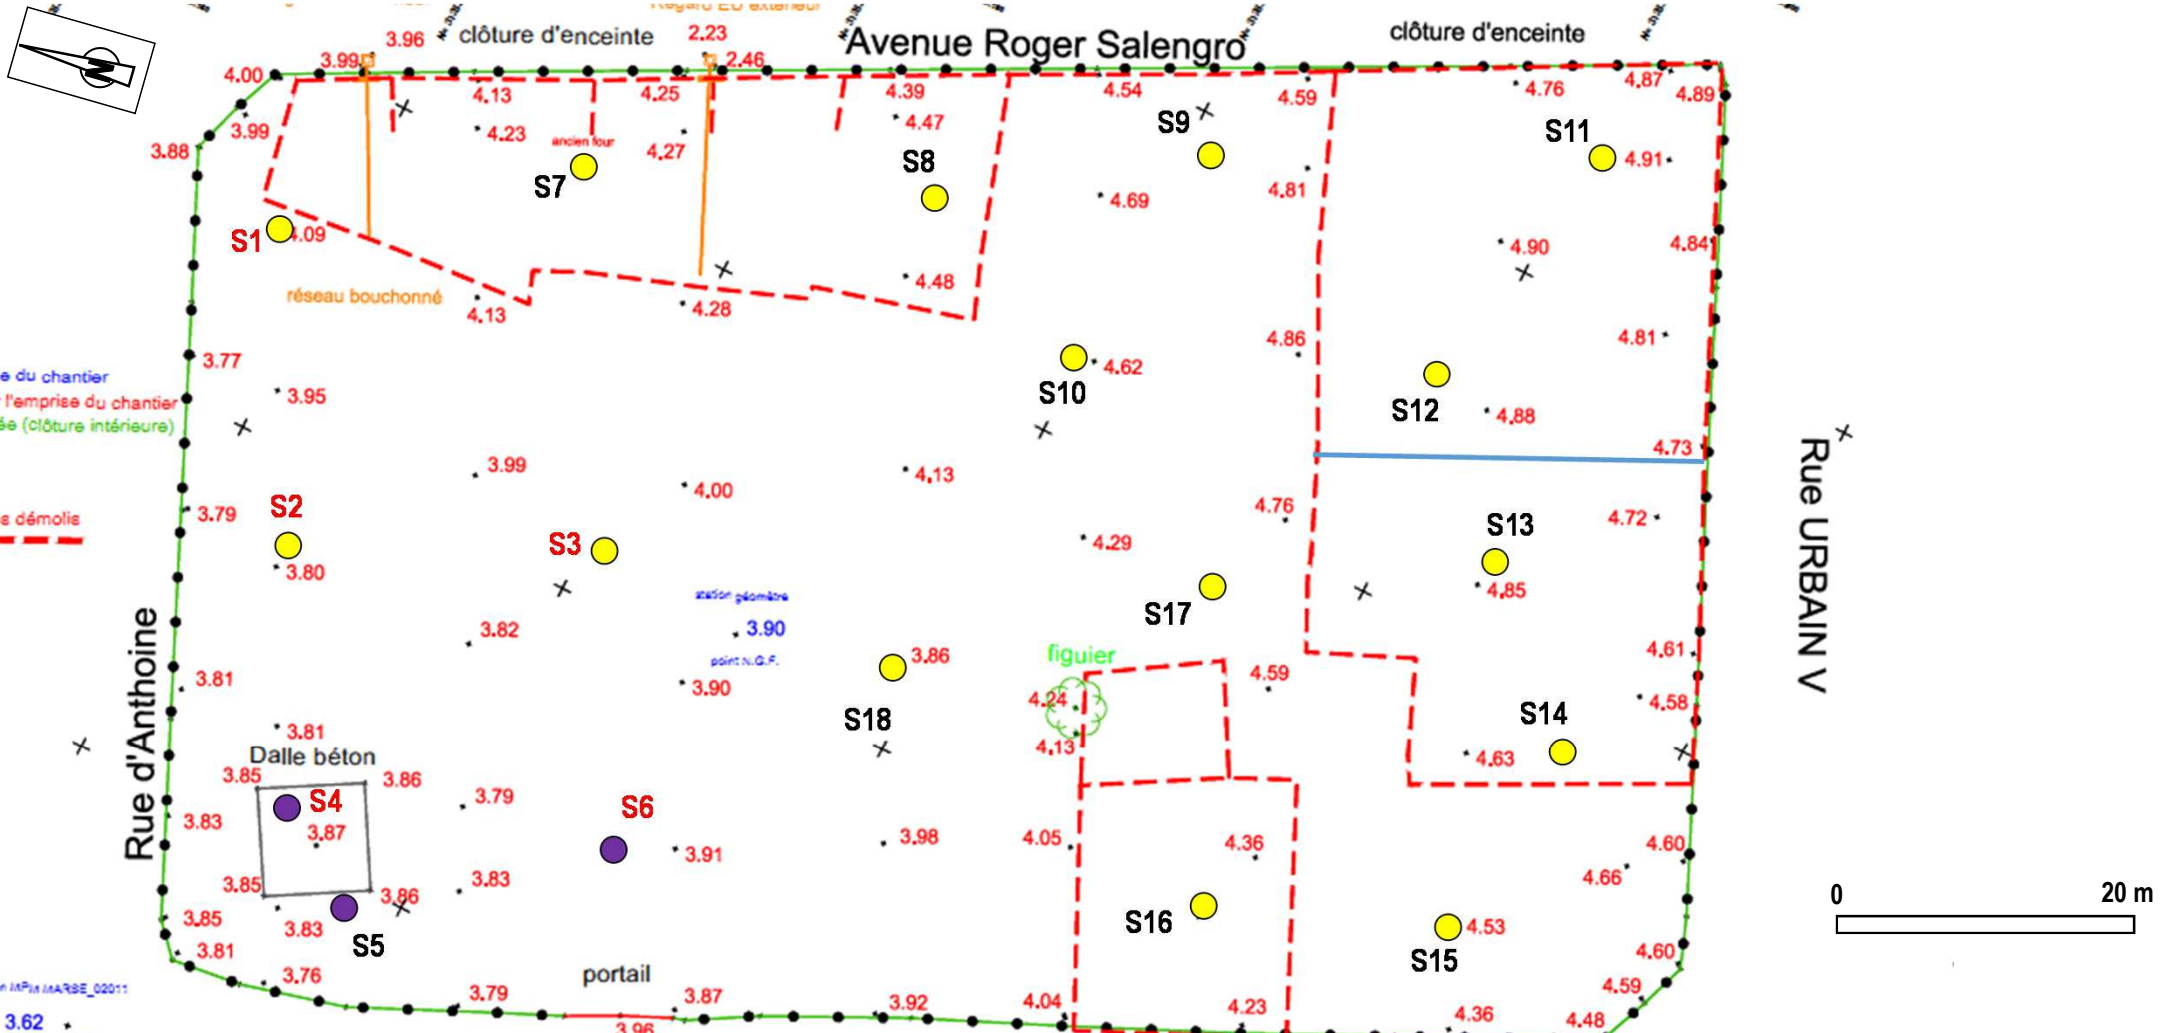 Regard EU extérieur
3.96 clôture d'enceinte 2.23 Avenue Roger Salengro clôture d'enceinte
4.00 3.99 2.46
4.13 4.25 4.39 4.54 4.59 4.76 4.87 4.89
3.99 4.23 4.27 4.47 S9 S11
3.88 ancien four S8 4.91
S7 4.69 4.81
S1 4.09 4.90 4.84
réseau bouchonné 4.48
4.13 4.28 4.86 4.81
3.77 4.62
e du chantier
l'emprise du chantier 3.95 S10 S12 4.88
ée (clôture intérieure)
4.73
3.99 4.00 4.13
S2 4.76 4.72 S13
3.79
s démolis
S3 4.29
3.80 4.85
station géomètre
3.90
point N.G.F.
S17
3.82 3.86 figuier 4.61
3.81 3.90 4.59
S18 4.24 S14 4.58
3.81 4.13 4.63
Dalle béton
3.85 3.86
S4 3.79 S6
3.83 3.87 3.98 4.05 4.36 4.60
3.91 4.66
3.85 3.86 3.83
3.85 3.83 S5 S16 4.53
3.81 S15 4.60
3.76 portail
3.79 3.87 3.92 4.04 4.23 4.59
3.96 4.36 4.48
MPM MARSE_02011
3.62
Rue d'Anthoine
Rue URBAIN V
0 20 m
N